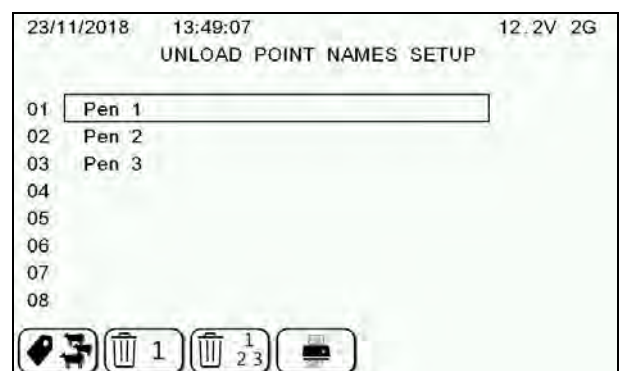 23/11/2018 13:49:07 12.2V 2G
UNLOAD POINT NAMES SETUP
01 Pen 1
02 Pen 2
03 Pen 3
04
05
06
07
08
1 1 2 3